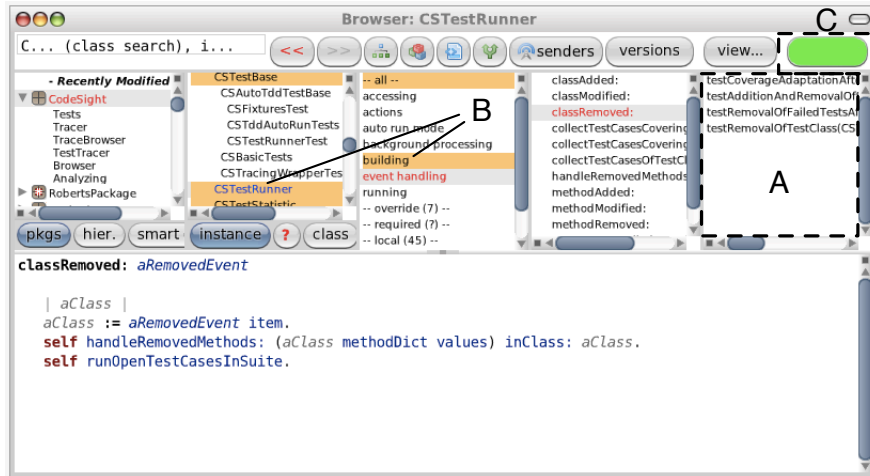 Browser: CSTestRunner
C
C... (class search), i...
<<
>>
senders
versions
view...
- Recently Modified
CodeSight
Tests
Tracer
TraceBrowser
TestTracer
Browser
Analyzing
RobertsPackage
pkgs
hier.
smart
CSTestBase
CSAutoTddTestBase
CSFixturesTest
CSTddAutoRunTests
CSTestRunnerTest
CSBasicTests
CSTracingWrapperTes
CSTestRunner
CSTestStatistic
instance
?
class
-- all --
accessing
actions
auto run mode
background processing
building
event handling
running
-- override (7) --
-- required (?) --
-- local (45) --
B
classAdded:
classModified:
classRemoved:
collectTestCasesCovering
collectTestCasesCovering
collectTestCasesOfTestCl
handleRemovedMethods
methodAdded:
methodModified:
methodRemoved:
testCoverageAdaptationAfte
testAdditionAndRemovalOf
testRemovalOfFailedTestsA
testRemovalOfTestClass(CS
A
classRemoved: aRemovedEvent
| aClass |
aClass := aRemovedEvent item.
self handleRemovedMethods: (aClass methodDict values) inClass: aClass.
self runOpenTestCasesInSuite.